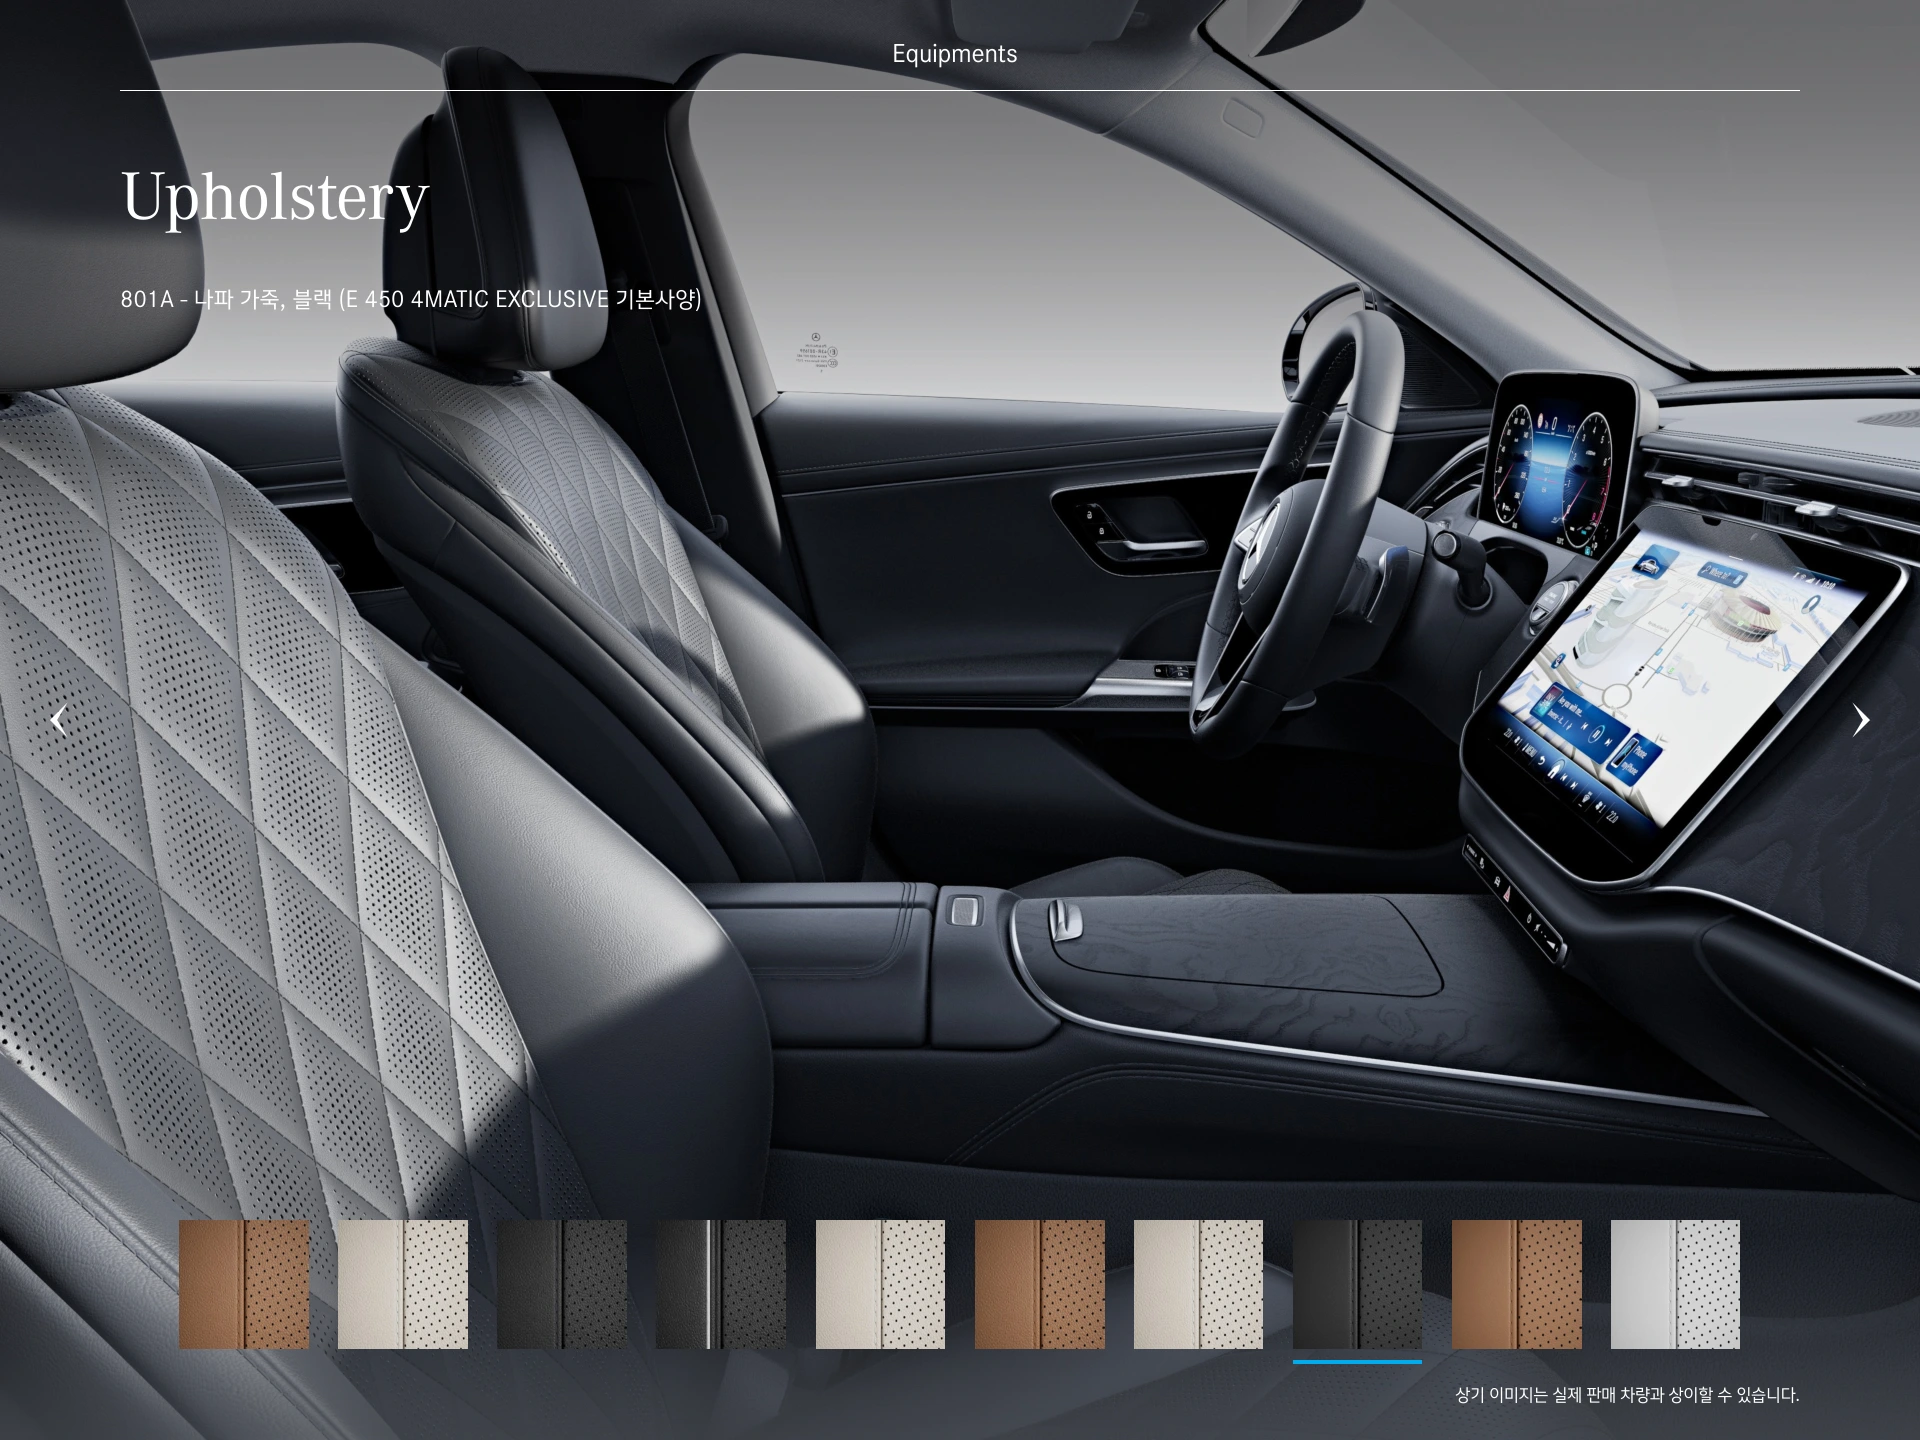 Equipments
Upholstery
801A - 나파 가죽, 블랙 (E 450 4MATIC EXCLUSIVE 기본사양)
상기 이미지는 실제 판매 차량과 상이할 수 있습니다.